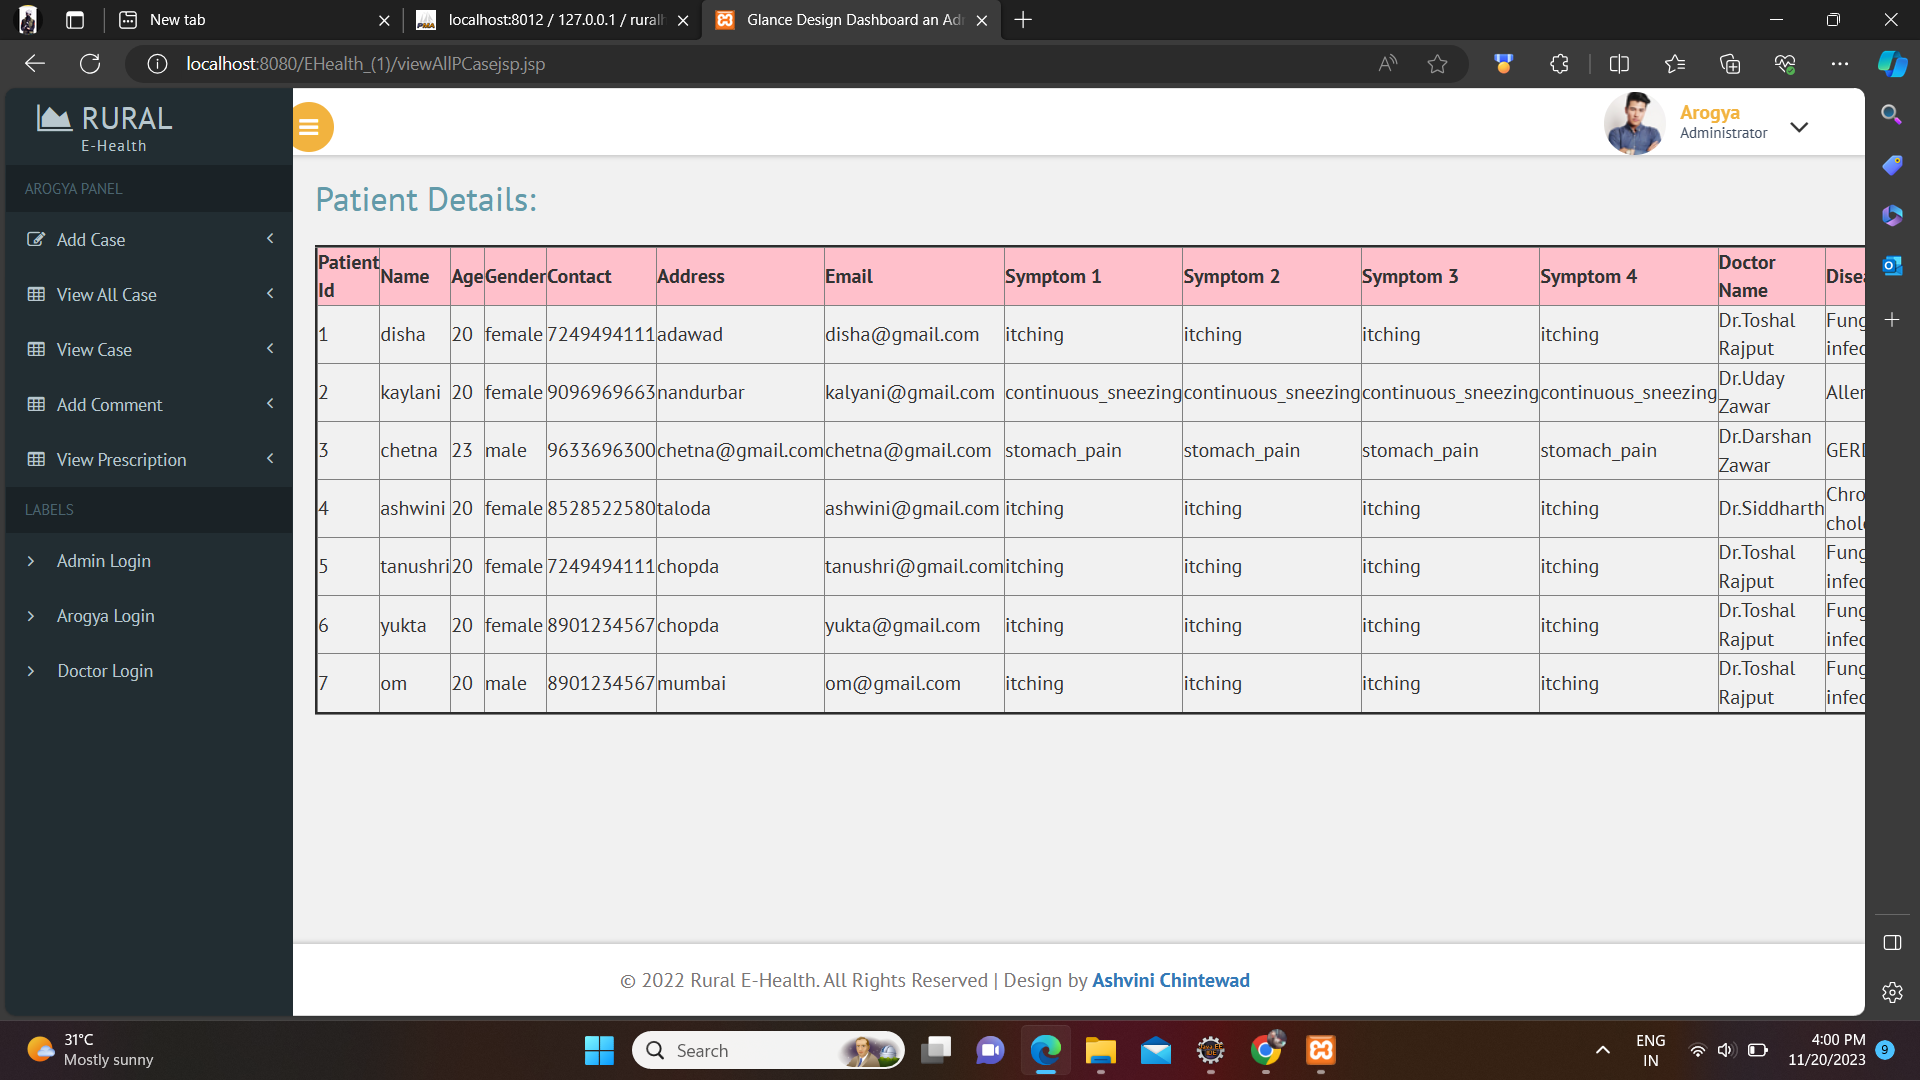 New tab
localhost:8012 / 127.0.0.1 / rural
Glance Design Dashboard an Ad
localhost:8080/EHealth_(1)/viewAllPCasejsp.jsp
RURAL
E-Health
Arogya
Administrator
AROGYA PANEL
Add Case
View All Case
View Case
Add Comment
View Prescription
LABELS
Admin Login
Arogya Login
Doctor Login
Patient Details:
Patient Id Name Age Gender Contact Address Email Symptom 1 Symptom 2 Symptom 3 Symptom 4 Doctor Name Disea
1 disha 20 female 7249494111 adawad disha@gmail.com itching itching itching itching Dr.Toshal Rajput Fung infec
2 kaylani 20 female 9096969663 nandurbar kalyani@gmail.com continuous_sneezing continuous_sneezing continuous_sneezing continuous_sneezing Dr.Uday Zawar Aller
3 chetna 23 male 9633696300 chetna@gmail.com chetna@gmail.com stomach_pain stomach_pain stomach_pain stomach_pain Dr.Darshan Zawar GERD
4 ashwini 20 female 8528522580 taloda ashwini@gmail.com itching itching itching itching Dr.Siddharth Chro chole
5 tanushri 20 female 7249494111 chopda tanushri@gmail.com itching itching itching itching Dr.Toshal Rajput Fung infec
6 yukta 20 female 8901234567 chopda yukta@gmail.com itching itching itching itching Dr.Toshal Rajput Fung infec
7 om 20 male 8901234567 mumbai om@gmail.com itching itching itching itching Dr.Toshal Rajput Fung infec
© 2022 Rural E-Health. All Rights Reserved | Design by Ashvini Chintewad
31°C
Mostly sunny
Search
ENG
IN
4:00 PM
11/20/2023
9